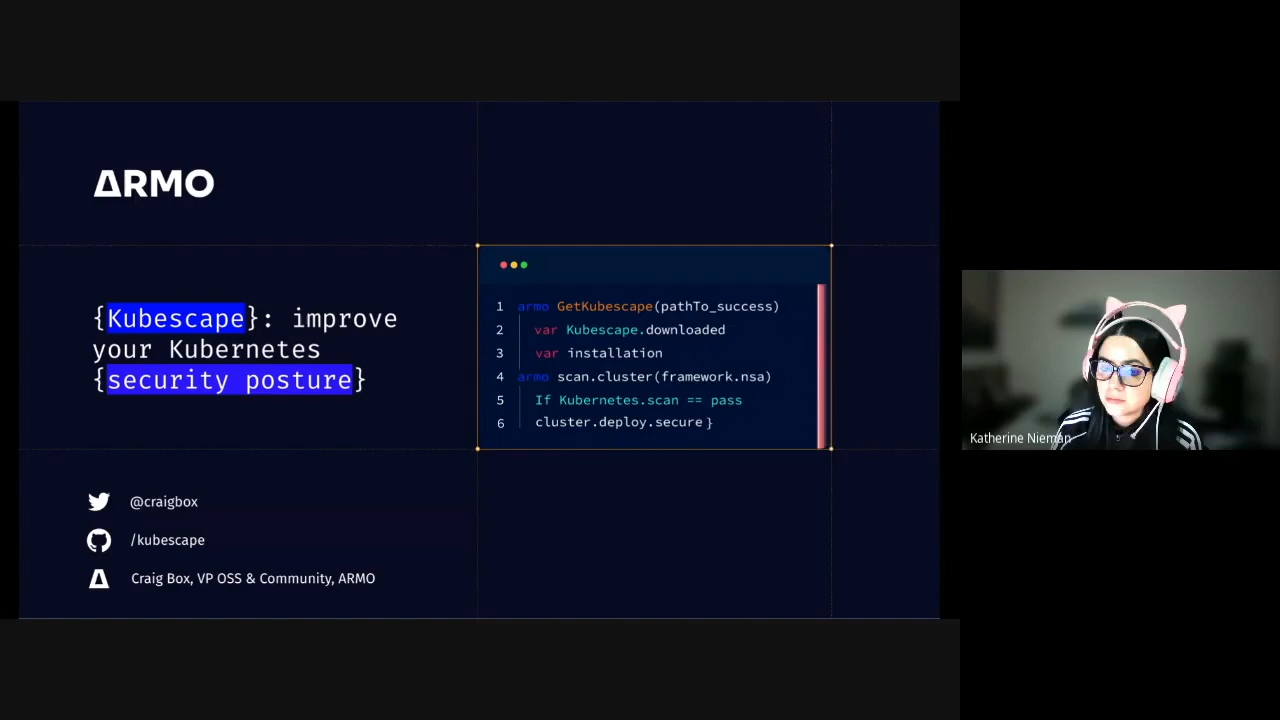 ARMO
{Kubescape}: improve
your Kubernetes
{security posture}
1 armo GetKubescape(pathTo_success)
2 var Kubescape.downloaded
3 var installation
4 armo scan.cluster(framework.nsa)
5 If Kubernetes.scan == pass
6 cluster.deploy.secure}
@craigbox
/kubescape
Craig Box, VP OSS & Community, ARMO
Katherine Nieman